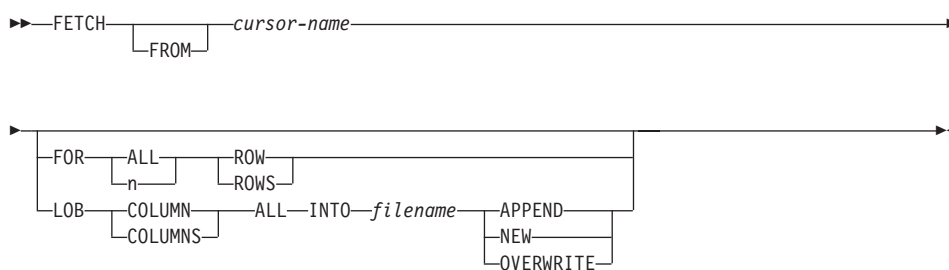 FETCH cursor-name
FROM
FOR ALL ROW
n ROWS
LOB COLUMN ALL INTO filename APPEND
COLUMNS NEW
OVERWRITE